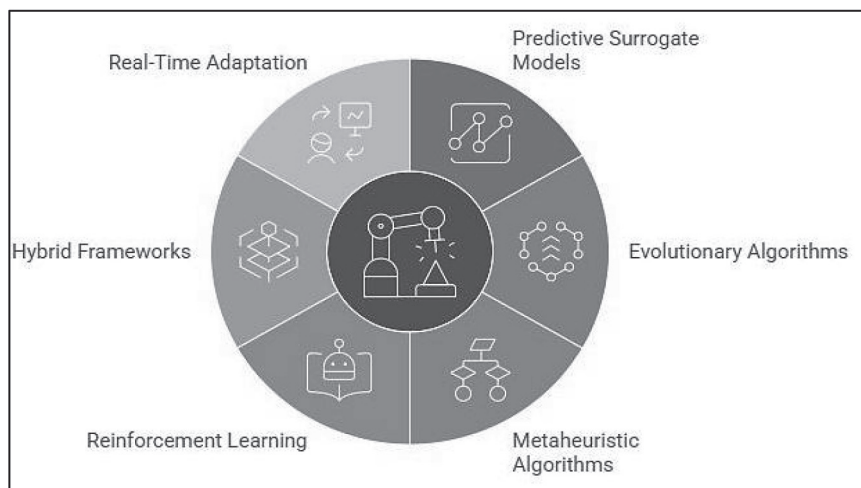 Real-Time Adaptation
Predictive Surrogate
Models
Hybrid Frameworks
Evolutionary Algorithms
Reinforcement Learning
Metaheuristic
Algorithms